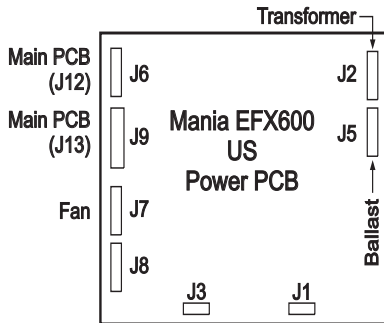 Transformer
Main PCB
(J12)
J6
J2
Main PCB
(J13)
J9
Mania EFX600
US
Power PCB
J5
Fan
J7
Ballast
J8
J3
J1